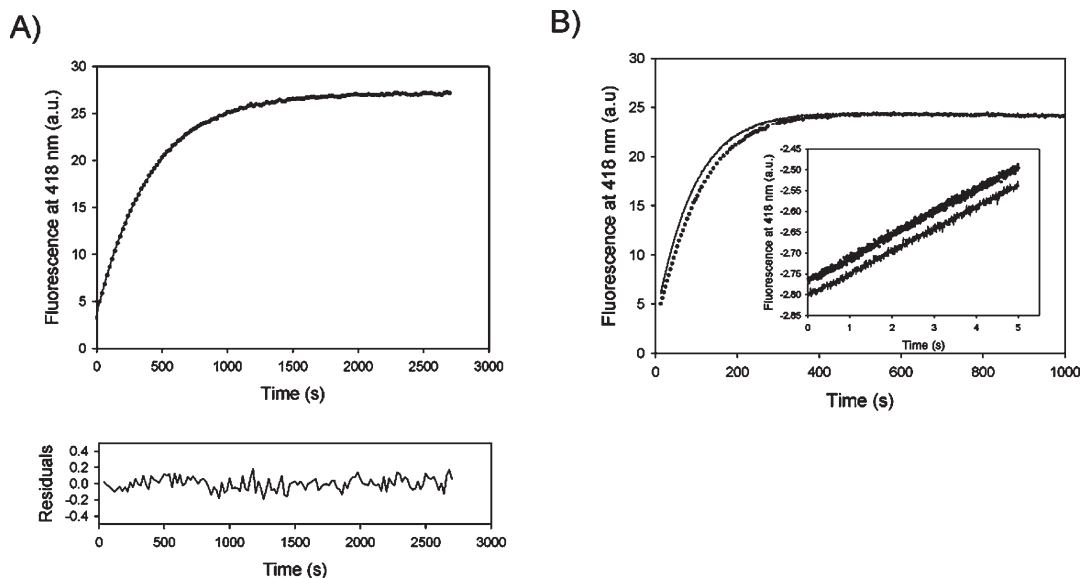 A)
30
25
20
15
10
5
0
Fluorescence at 418 nm (a.u.)
0 500 1000 1500 2000 2500 3000
Time (s)
0.4
0.2
0.0
-0.2
-0.4
Residuals
0 500 1000 1500 2000 2500 3000
Time (s)
B)
30
25
20
15
10
5
0
Fluorescence at 418 nm (a.u)
0 200 400 600 800 1000
Time (s)
-2.45
-2.50
-2.55
-2.60
-2.65
-2.70
-2.75
-2.80
-2.85
Fluorescence at 418 nm (a.u.)
0 1 2 3 4 5
Time (s)